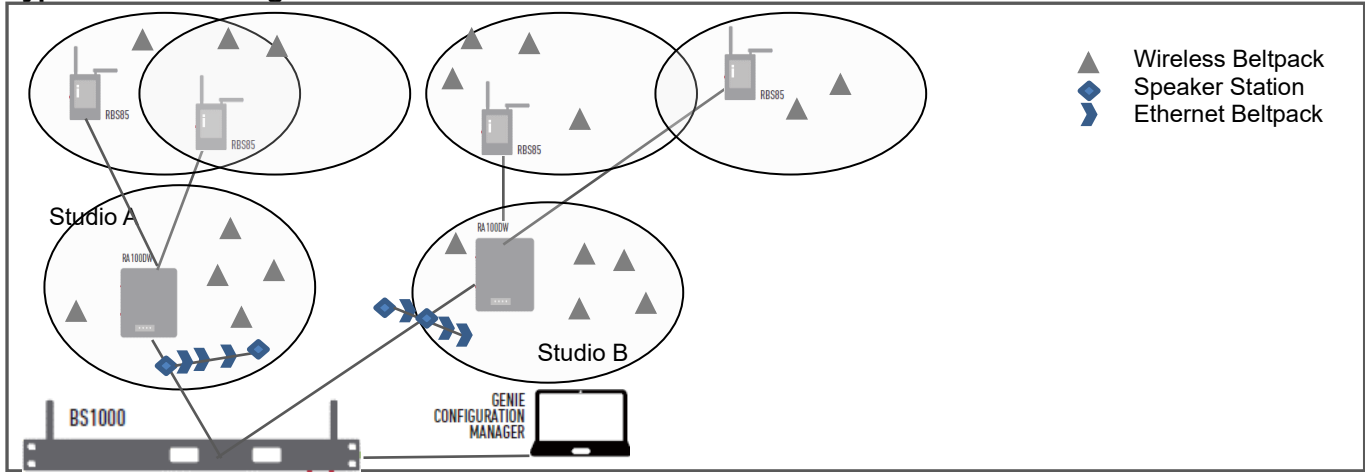 RBS85
RBS85
RBS85
RBS85
Wireless Beltpack
Speaker Station
Ethernet Beltpack
Studio A
RA100DW
RA100DW
Studio B
BS1000
GENIE
CONFIGURATION
MANAGER